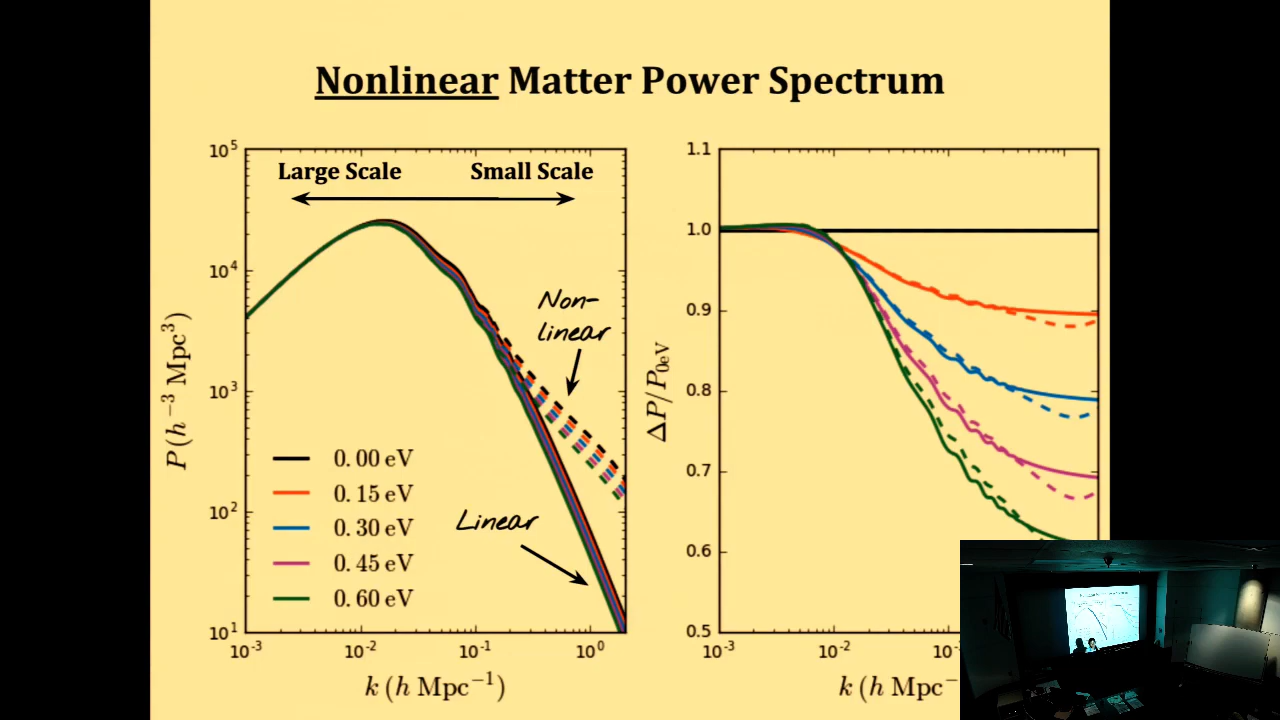 Nonlinear Matter Power Spectrum
Large Scale
Small Scale
10^5
10^4
10^3
10^2
10^1
P (h^−3 Mpc^3)
Non-
linear
Linear
0.00 eV
0.15 eV
0.30 eV
0.45 eV
0.60 eV
10^-3
10^-2
10^-1
10^0
k (h Mpc^−1)
1.1
1.0
0.9
0.8
0.7
0.6
0.5
ΔP/P_0eV
10^-3
10^-2
k (h Mpc^−